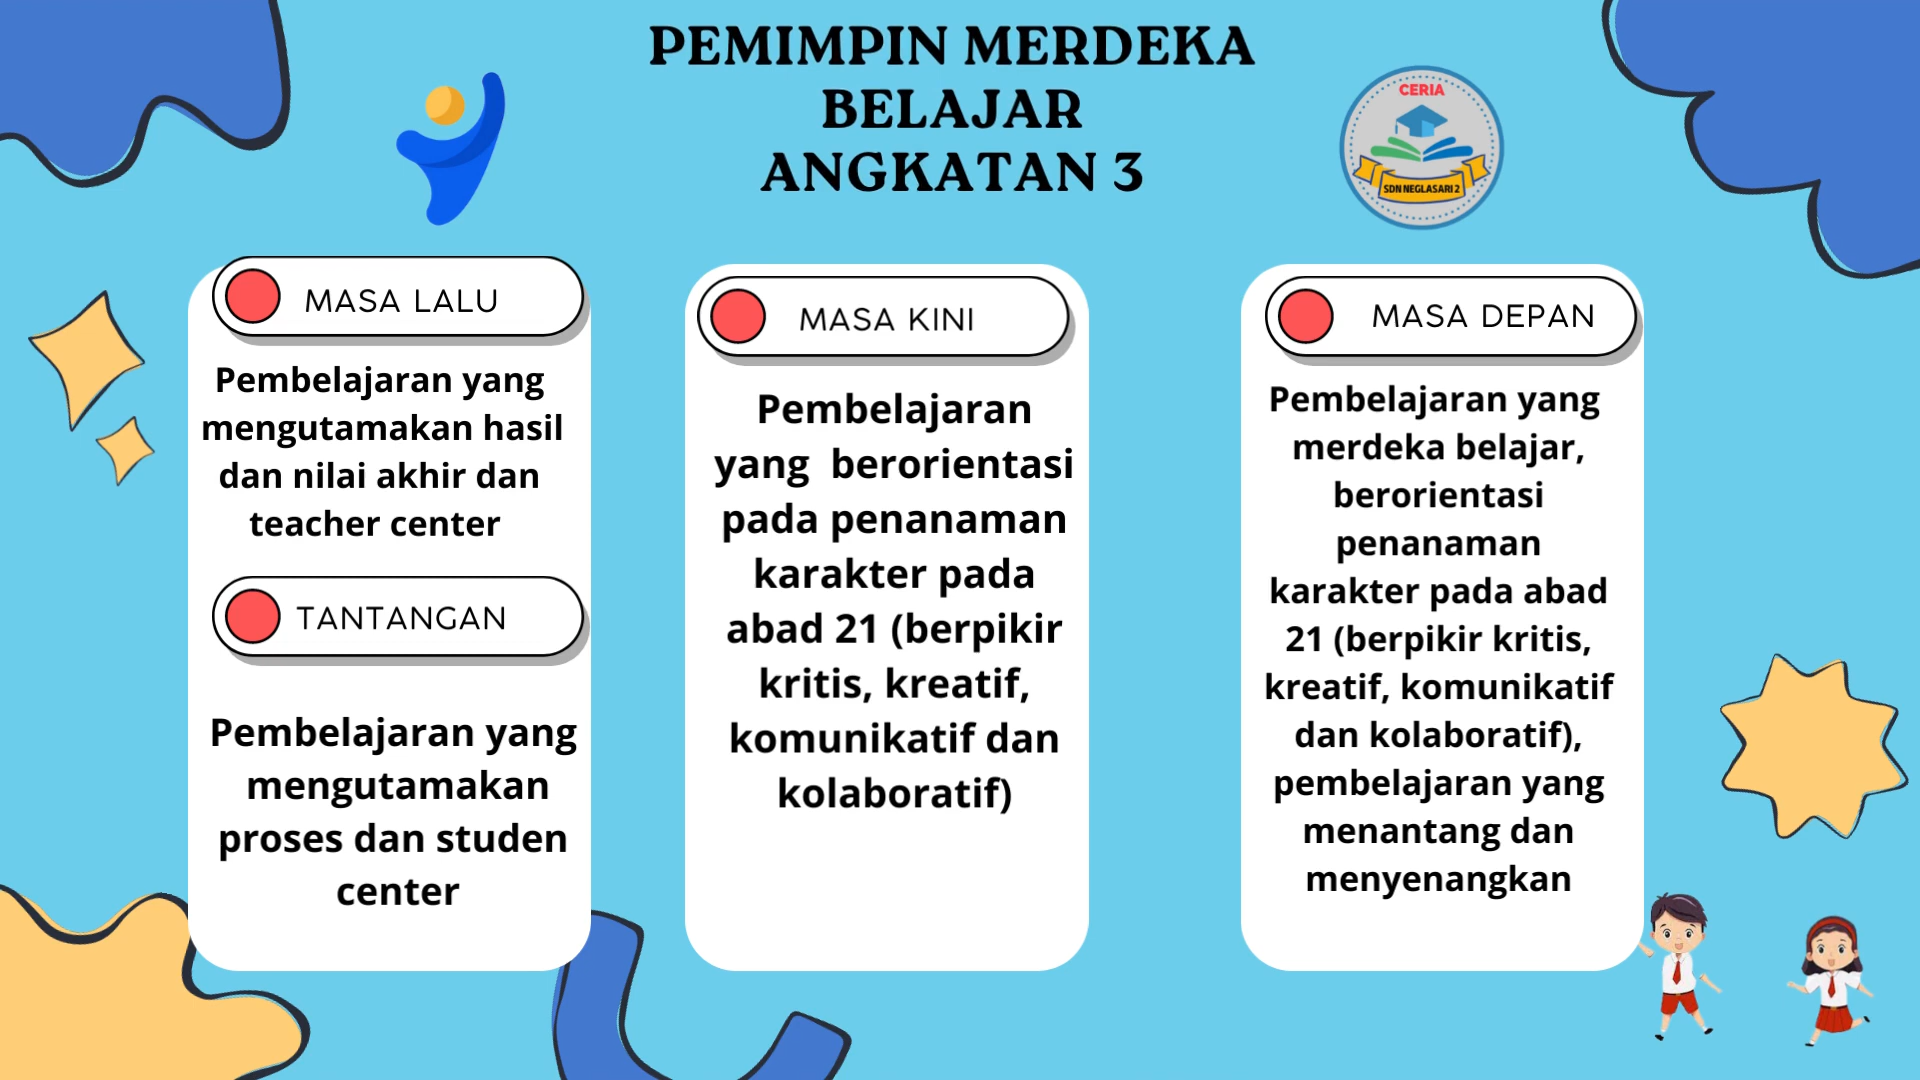 PEMIMPIN MERDEKA
BELAJAR
ANGKATAN 3
CERIA
SDN NEGLASARI 2
MASA LALU
Pembelajaran yang
mengutamakan hasil
dan nilai akhir dan
teacher center
TANTANGAN
Pembelajaran yang
mengutamakan
proses dan studen
center
MASA KINI
Pembelajaran
yang berorientasi
pada penanaman
karakter pada
abad 21 (berpikir
kritis, kreatif,
komunikatif dan
kolaboratif)
MASA DEPAN
Pembelajaran yang
merdeka belajar,
berorientasi
penanaman
karakter pada abad
21 (berpikir kritis,
kreatif, komunikatif
dan kolaboratif),
pembelajaran yang
menantang dan
menyenangkan